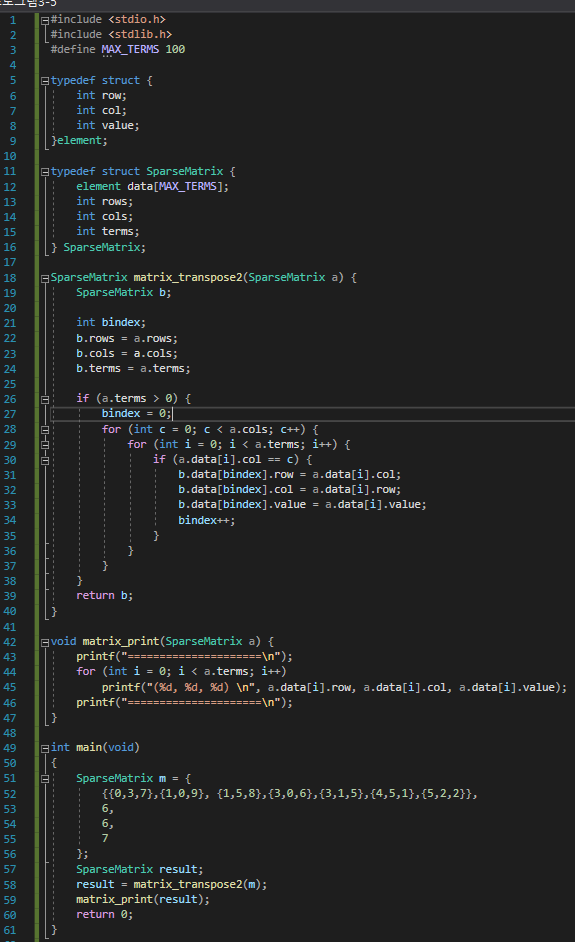 로그램3-5
1 #include <stdio.h>
2 #include <stdlib.h>
3 #define MAX_TERMS 100
4
5 typedef struct {
6 int row;
7 int col;
8 int value;
9 }element;
10
11 typedef struct SparseMatrix {
12 element data[MAX_TERMS];
13 int rows;
14 int cols;
15 int terms;
16 } SparseMatrix;
17
18 SparseMatrix matrix_transpose2(SparseMatrix a) {
19 SparseMatrix b;
20
21 int bindex;
22 b.rows = a.rows;
23 b.cols = a.cols;
24 b.terms = a.terms;
25
26 if (a.terms > 0) {
27 bindex = 0;
28 for (int c = 0; c < a.cols; c++) {
29 for (int i = 0; i < a.terms; i++) {
30 if (a.data[i].col == c) {
31 b.data[bindex].row = a.data[i].col;
32 b.data[bindex].col = a.data[i].row;
33 b.data[bindex].value = a.data[i].value;
34 bindex++;
35 }
36 }
37 }
38 }
39 return b;
40 }
41
42 void matrix_print(SparseMatrix a) {
43 printf("=====================\n");
44 for (int i = 0; i < a.terms; i++)
45 printf("(%d, %d, %d) \n", a.data[i].row, a.data[i].col, a.data[i].value);
46 printf("=====================\n");
47 }
48
49 int main(void)
50 {
51 SparseMatrix m = {
52 {{0,3,7},{1,0,9}, {1,5,8},{3,0,6},{3,1,5},{4,5,1},{5,2,2}},
53 6,
54 6,
55 7
56 };
57 SparseMatrix result;
58 result = matrix_transpose2(m);
59 matrix_print(result);
60 return 0;
61 }